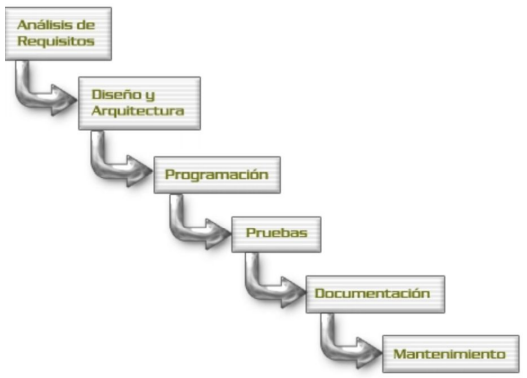 Análisis de
Requisitos
Diseño y
Arquitectura
Programación
Pruebas
Documentación
Mantenimiento